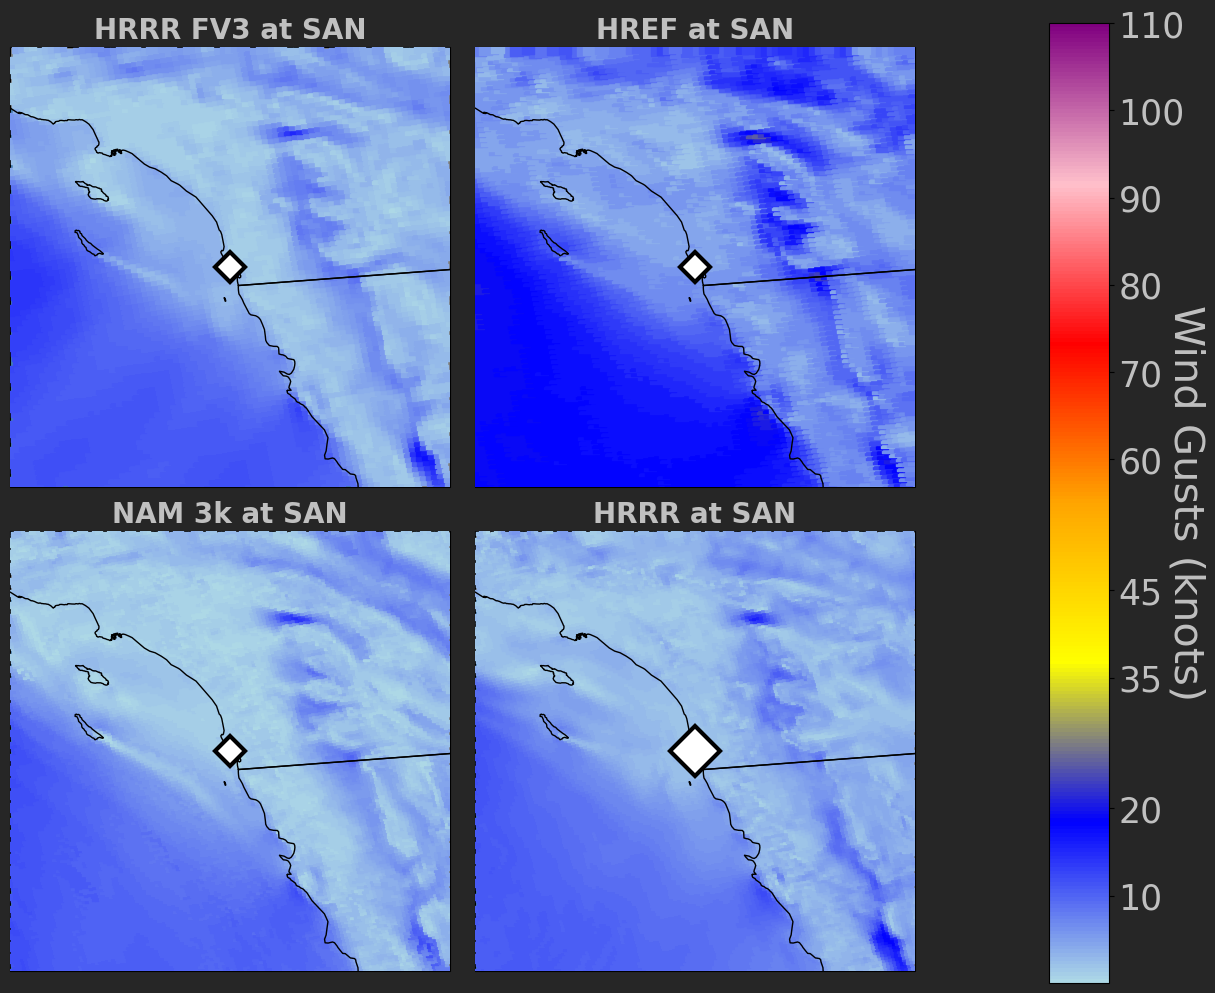 HRRR FV3 at SAN
HREF at SAN
NAM 3k at SAN
HRRR at SAN
110
100
90
80
70
60
45
35
20
10
Wind Gusts (knots)